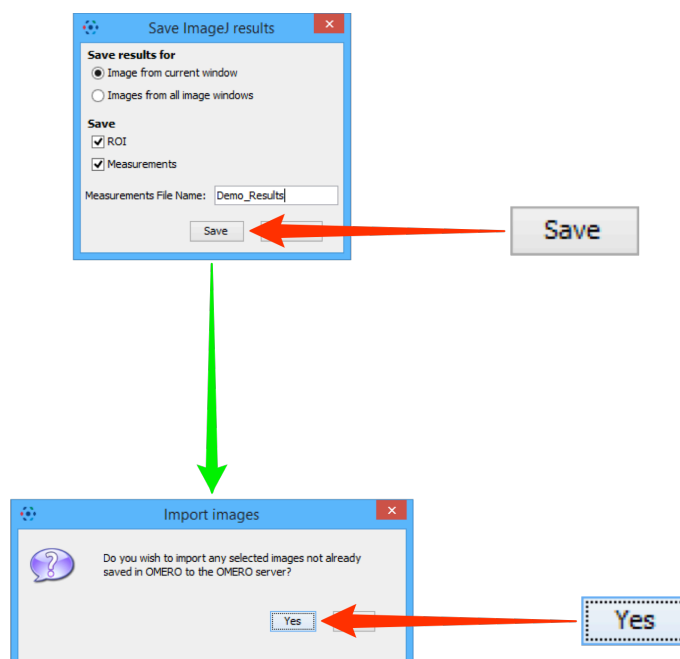 Save ImageJ results
Save results for
Image from current window
Images from all image windows
Save
ROI
Measurements
Measurements File Name: Demo_Results
Save
Save
Import images
Do you wish to import any selected images not already
saved in OMERO to the OMERO server?
Yes
Yes